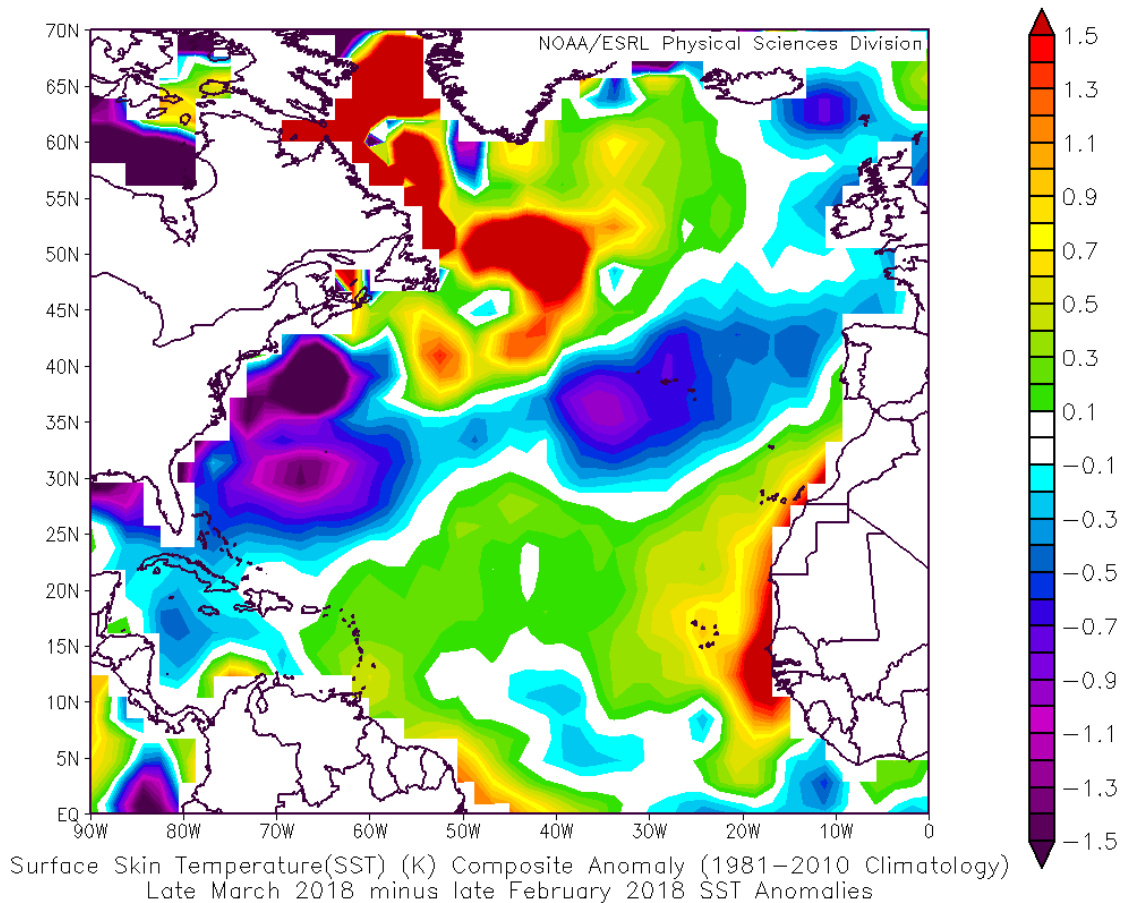 70N
65N
60N
55N
50N
45N
40N
35N
30N
25N
20N
15N
10N
5N
EQ
90W 80W 70W 60W 50W 40W 30W 20W 10W 0
NOAA/ESRL Physical Sciences Division
1.5
1.3
1.1
0.9
0.7
0.5
0.3
0.1
−0.1
−0.3
−0.5
−0.7
−0.9
−1.1
−1.3
−1.5
Surface Skin Temperature(SST) (K) Composite Anomaly (1981−2010 Climatology)
Late March 2018 minus late February 2018 SST Anomalies